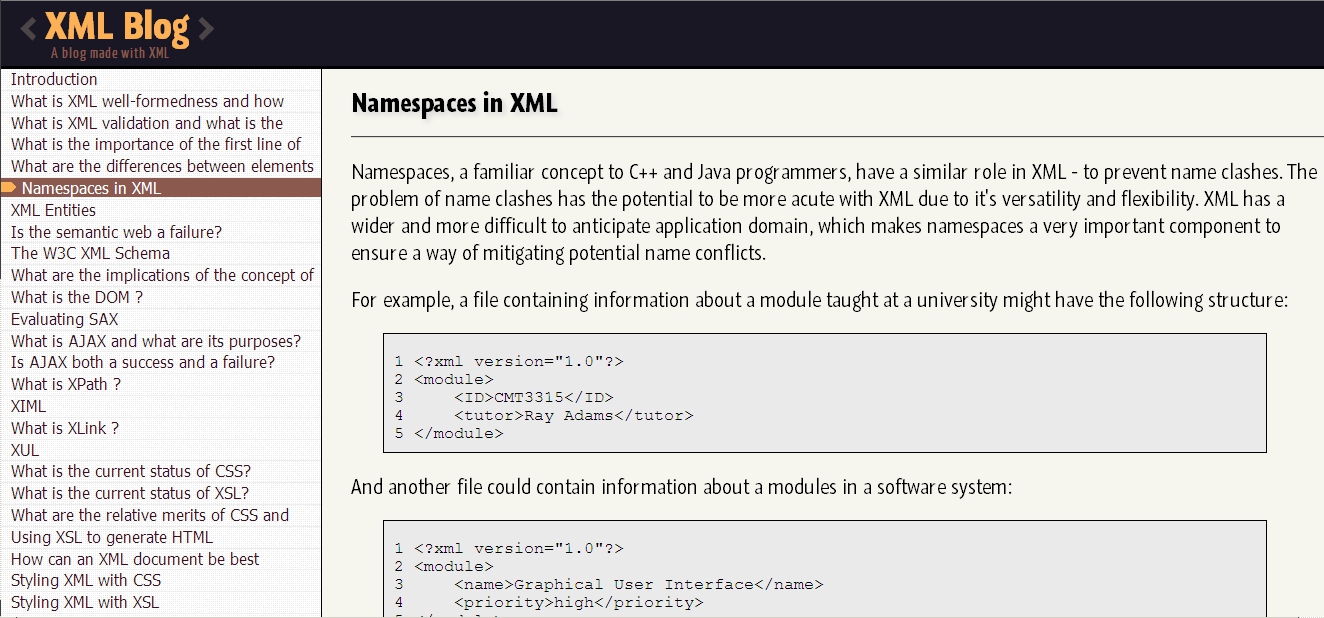 < XML Blog >
A blog made with XML
Introduction
What is XML well-formedness and how
What is XML validation and what is the
What is the importance of the first line of
What are the differences between elements
Namespaces in XML
XML Entities
Is the semantic web a failure?
The W3C XML Schema
What are the implications of the concept of
What is the DOM ?
Evaluating SAX
What is AJAX and what are its purposes?
Is AJAX both a success and a failure?
What is XPath ?
XIML
What is XLink ?
XUL
What is the current status of CSS?
What is the current status of XSL?
What are the relative merits of CSS and
Using XSL to generate HTML
How can an XML document be best
Styling XML with CSS
Styling XML with XSL
Namespaces in XML
Namespaces, a familiar concept to C++ and Java programmers, have a similar role in XML - to prevent name clashes. The
problem of name clashes has the potential to be more acute with XML due to it's versatility and flexibility. XML has a
wider and more difficult to anticipate application domain, which makes namespaces a very important component to
ensure a way of mitigating potential name conflicts.
For example, a file containing information about a module taught at a university might have the following structure:
1 <?xml version="1.0"?>
2 <module>
3     <ID>CMT3315</ID>
4     <tutor>Ray Adams</tutor>
5 </module>
And another file could contain information about a modules in a software system:
1 <?xml version="1.0"?>
2 <module>
3     <name>Graphical User Interface</name>
4     <priority>high</priority>